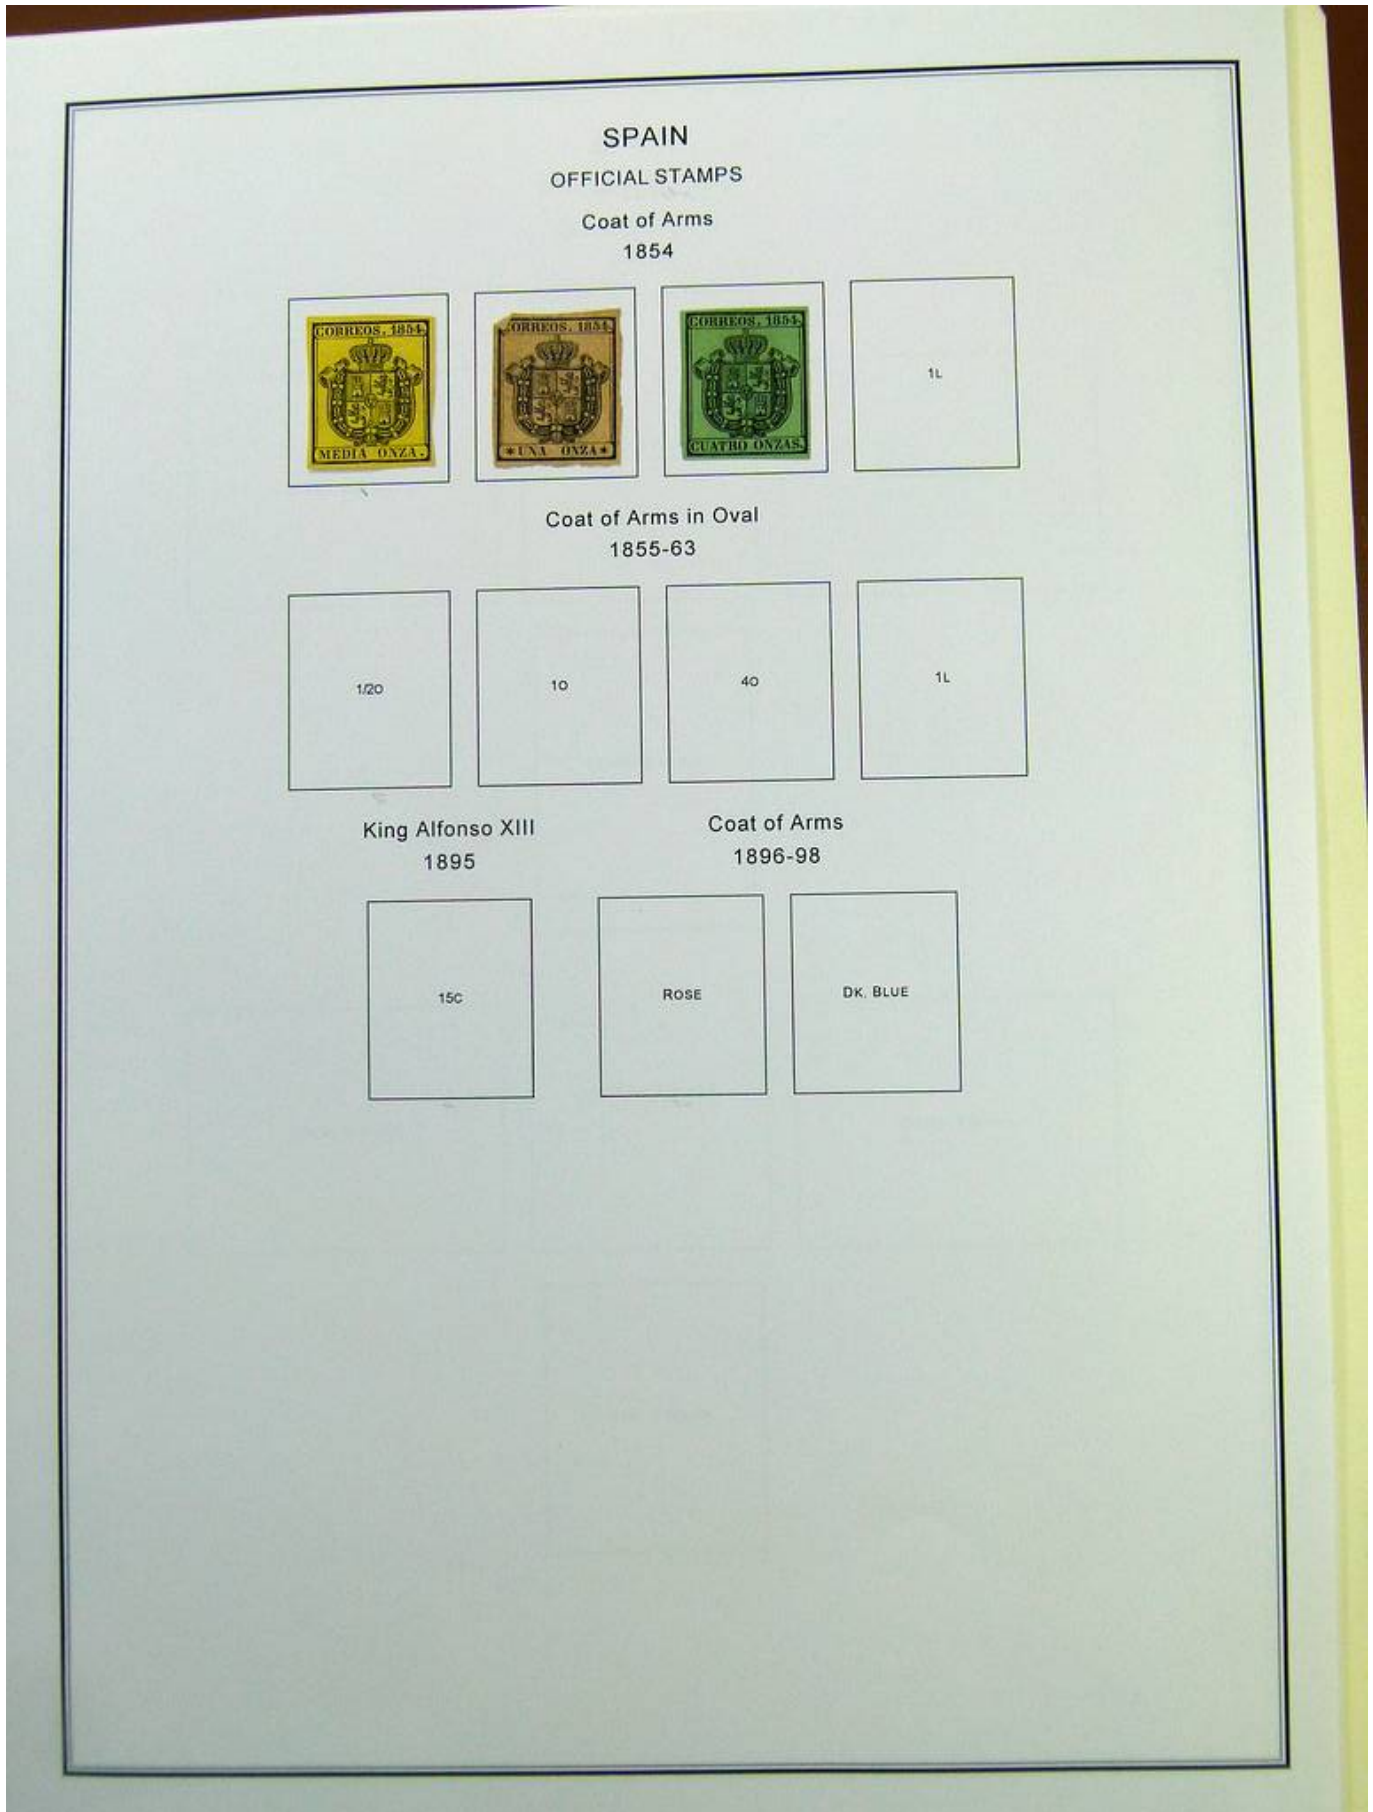 SPAIN
OFFICIAL STAMPS
Coat of Arms
1854
CORREOS. 1854.
MEDIA ONZA.
CORREOS. 1854.
*UNA ONZA*
CORREOS. 1854.
CUATRO ONZAS.
1L
Coat of Arms in Oval
1855-63
1/2O
1O
4O
1L
King Alfonso XIII
1895
Coat of Arms
1896-98
15C
ROSE
DK. BLUE